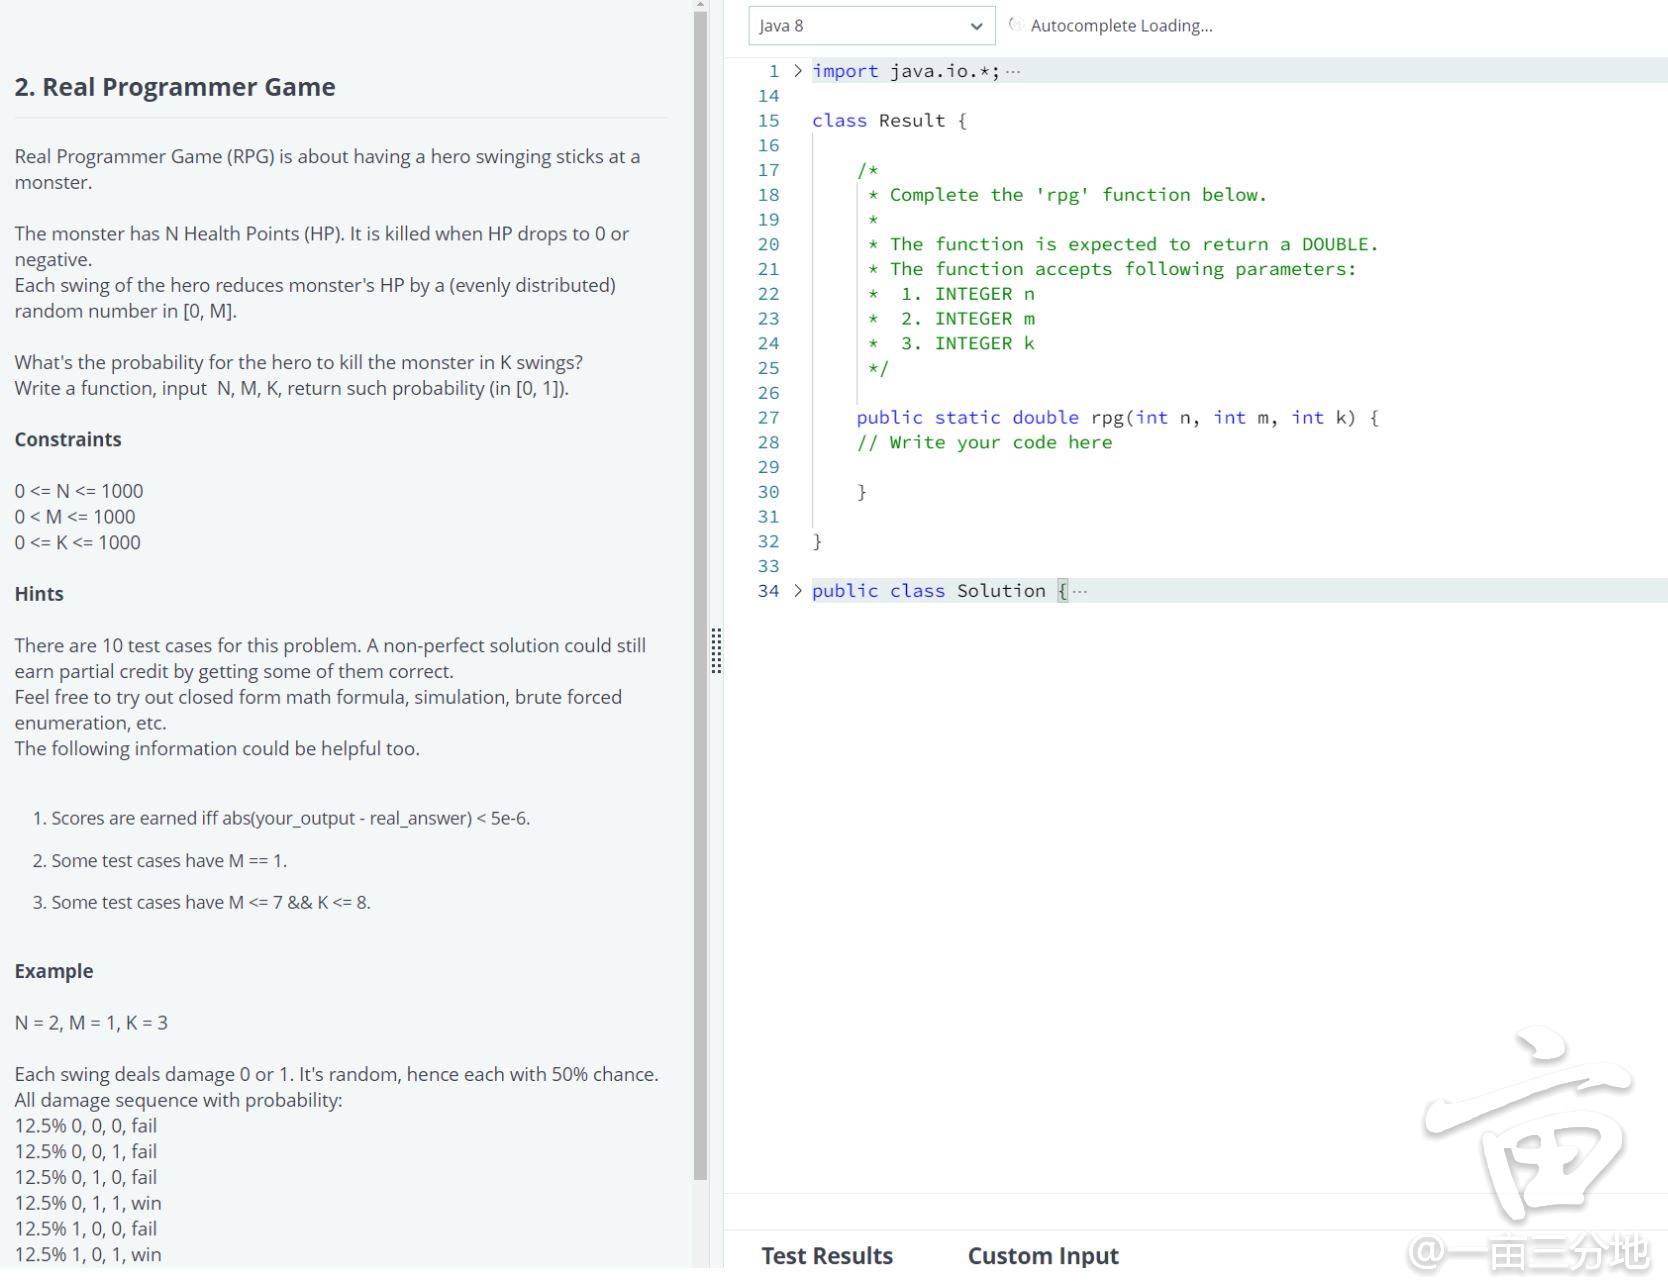 2. Real Programmer Game
Real Programmer Game (RPG) is about having a hero swinging sticks at a
monster.
The monster has N Health Points (HP). It is killed when HP drops to 0 or
negative.
Each swing of the hero reduces monster's HP by a (evenly distributed)
random number in [0, M].
What's the probability for the hero to kill the monster in K swings?
Write a function, input  N, M, K, return such probability (in [0, 1]).
Constraints
0 <= N <= 1000
0 < M <= 1000
0 <= K <= 1000
Hints
There are 10 test cases for this problem. A non-perfect solution could still
earn partial credit by getting some of them correct.
Feel free to try out closed form math formula, simulation, brute forced
enumeration, etc.
The following information could be helpful too.
1. Scores are earned iff abs(your_output - real_answer) < 5e-6.
2. Some test cases have M == 1.
3. Some test cases have M <= 7 && K <= 8.
Example
N = 2, M = 1, K = 3
Each swing deals damage 0 or 1. It's random, hence each with 50% chance.
All damage sequence with probability:
12.5% 0, 0, 0, fail
12.5% 0, 0, 1, fail
12.5% 0, 1, 0, fail
12.5% 0, 1, 1, win
12.5% 1, 0, 0, fail
12.5% 1, 0, 1, win
Java 8
Autocomplete Loading...
1 > import java.io.*; ...
14
15 class Result {
16
17 /*
18 * Complete the 'rpg' function below.
19 *
20 * The function is expected to return a DOUBLE.
21 * The function accepts following parameters:
22 *  1. INTEGER n
23 *  2. INTEGER m
24 *  3. INTEGER k
25 */
26
27 public static double rpg(int n, int m, int k) {
28 // Write your code here
29
30 }
31
32 }
33
34 > public class Solution { ...
Test Results
Custom Input
亩
@一亩三分地